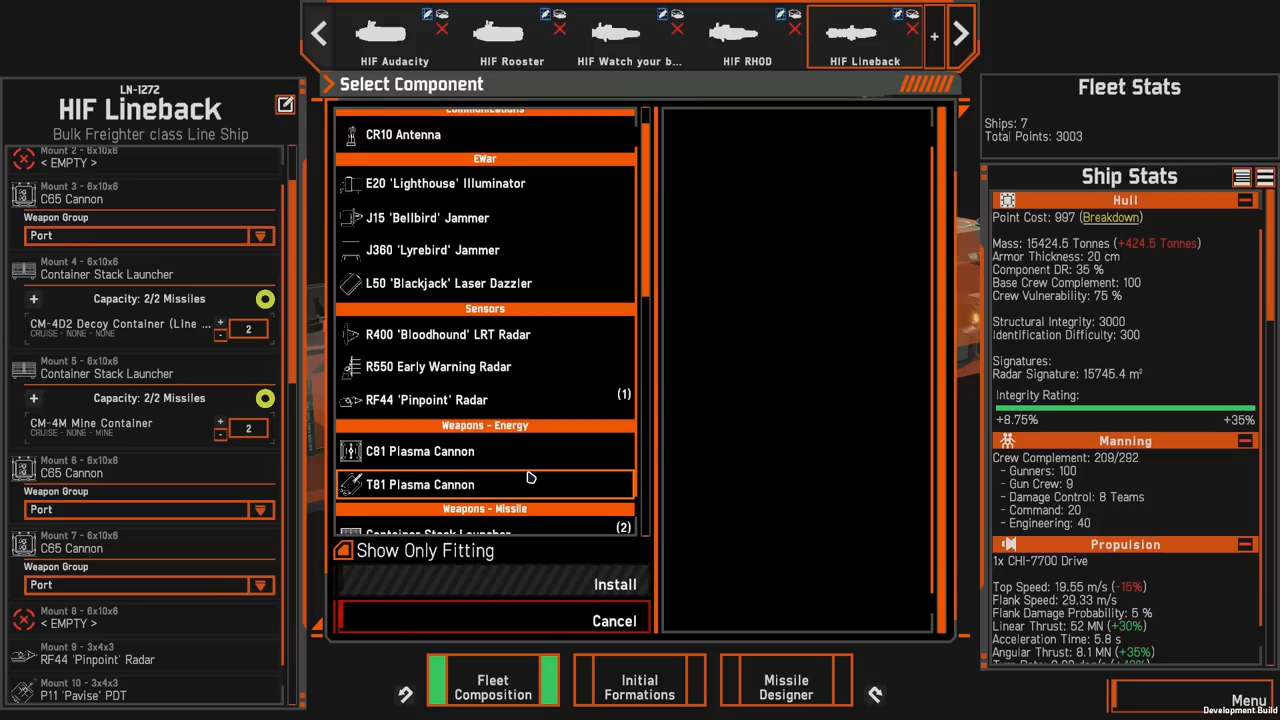 HIF Audacity
HIF Rooster
HIF Watch your b...
HIF RHOD
HIF Lineback
+
LN-1272
HIF Lineback
Bulk Freighter class Line Ship
Mount 2 - 6x10x6
< EMPTY >
Mount 3 - 6x10x6
C65 Cannon
Weapon Group
Port
Mount 4 - 6x10x6
Container Stack Launcher
+ Capacity: 2/2 Missiles
CM-4D2 Decoy Container (Line ...
CRUISE - NONE - NONE
+
-
2
Mount 5 - 6x10x6
Container Stack Launcher
+ Capacity: 2/2 Missiles
CM-4M Mine Container
CRUISE - NONE - MINE
+
-
2
Mount 6 - 6x10x6
C65 Cannon
Weapon Group
Port
Mount 7 - 6x10x6
C65 Cannon
Weapon Group
Port
Mount 8 - 6x10x6
< EMPTY >
Mount 9 - 3x4x3
RF44 'Pinpoint' Radar
Mount 10 - 3x4x3
P11 'Pavise' PDT
Select Component
Communications
CR10 Antenna
EWar
E20 'Lighthouse' Illuminator
J15 'Bellbird' Jammer
J360 'Lyrebird' Jammer
L50 'Blackjack' Laser Dazzler
Sensors
R400 'Bloodhound' LRT Radar
R550 Early Warning Radar
RF44 'Pinpoint' Radar (1)
Weapons - Energy
C81 Plasma Cannon
T81 Plasma Cannon
Weapons - Missile
Container Stack Launcher (2)
Show Only Fitting
Install
Cancel
Fleet Composition
Initial Formations
Missile Designer
Fleet Stats
Ships: 7
Total Points: 3003
Ship Stats
Hull
Point Cost: 997 (Breakdown)
Mass: 15424.5 Tonnes (+424.5 Tonnes)
Armor Thickness: 20 cm
Component DR: 35 %
Base Crew Complement: 100
Crew Vulnerability: 75 %
Structural Integrity: 3000
Identification Difficulty: 300
Signatures:
Radar Signature: 15745.4 m²
Integrity Rating:
+8.75% +35%
Manning
Crew Complement: 209/292
- Gunners: 100
- Gun Crew: 9
- Damage Control: 8 Teams
- Command: 20
- Engineering: 40
Propulsion
1x CHI-7700 Drive
Top Speed: 19.55 m/s (-15%)
Flank Speed: 29.33 m/s
Flank Damage Probability: 5 %
Linear Thrust: 52 MN (+30%)
Acceleration Time: 5.8 s
Angular Thrust: 8.1 MN (+35%)
Menu
Development Build